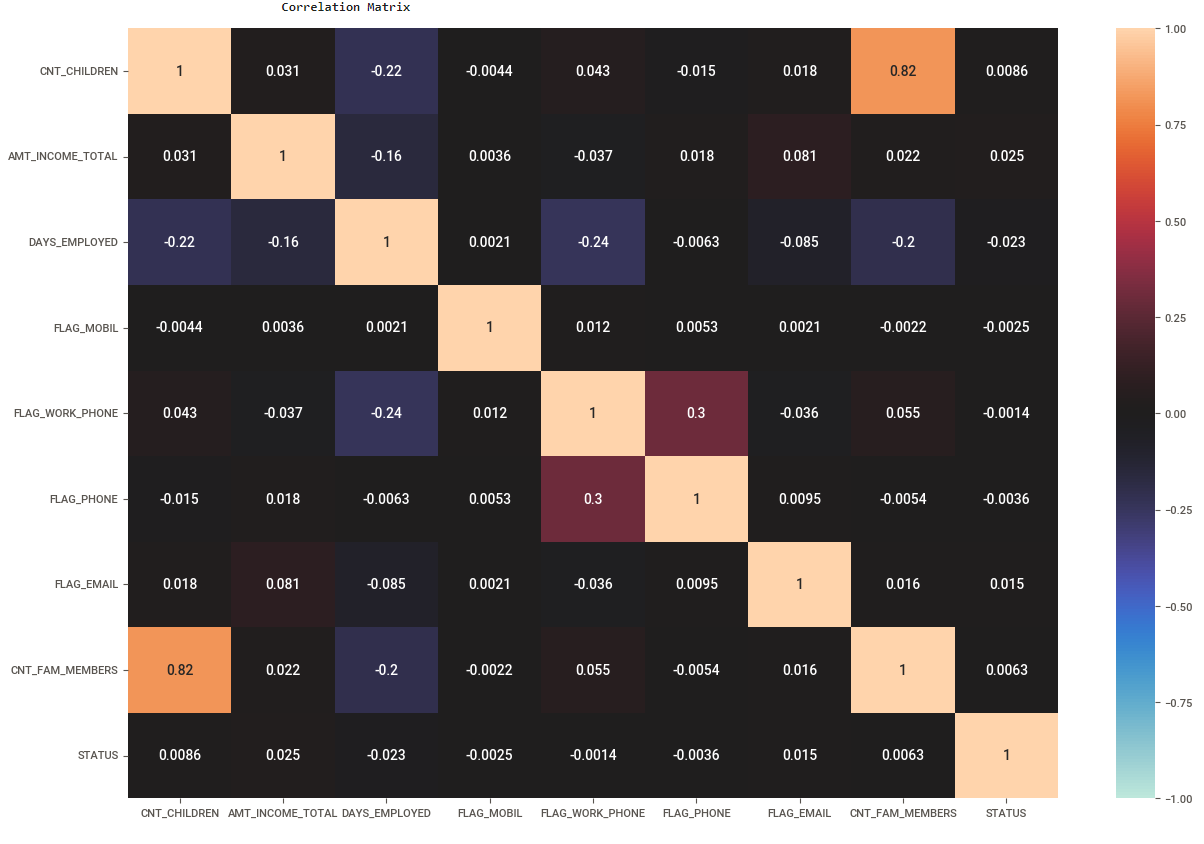 Correlation Matrix
CNT_CHILDREN 1 0.031 -0.22 -0.0044 0.043 -0.015 0.018 0.82 0.0086
AMT_INCOME_TOTAL 0.031 1 -0.16 0.0036 -0.037 0.018 0.081 0.022 0.025
DAYS_EMPLOYED -0.22 -0.16 1 0.0021 -0.24 -0.0063 -0.085 -0.2 -0.023
FLAG_MOBIL -0.0044 0.0036 0.0021 1 0.012 0.0053 0.0021 -0.0022 -0.0025
FLAG_WORK_PHONE 0.043 -0.037 -0.24 0.012 1 0.3 -0.036 0.055 -0.0014
FLAG_PHONE -0.015 0.018 -0.0063 0.0053 0.3 1 0.0095 -0.0054 -0.0036
FLAG_EMAIL 0.018 0.081 -0.085 0.0021 -0.036 0.0095 1 0.016 0.015
CNT_FAM_MEMBERS 0.82 0.022 -0.2 -0.0022 0.055 -0.0054 0.016 1 0.0063
STATUS 0.0086 0.025 -0.023 -0.0025 -0.0014 -0.0036 0.015 0.0063 1
CNT_CHILDREN AMT_INCOME_TOTAL DAYS_EMPLOYED FLAG_MOBIL FLAG_WORK_PHONE FLAG_PHONE FLAG_EMAIL CNT_FAM_MEMBERS STATUS
1.00
0.75
0.50
0.25
0.00
−0.25
−0.50
−0.75
−1.00